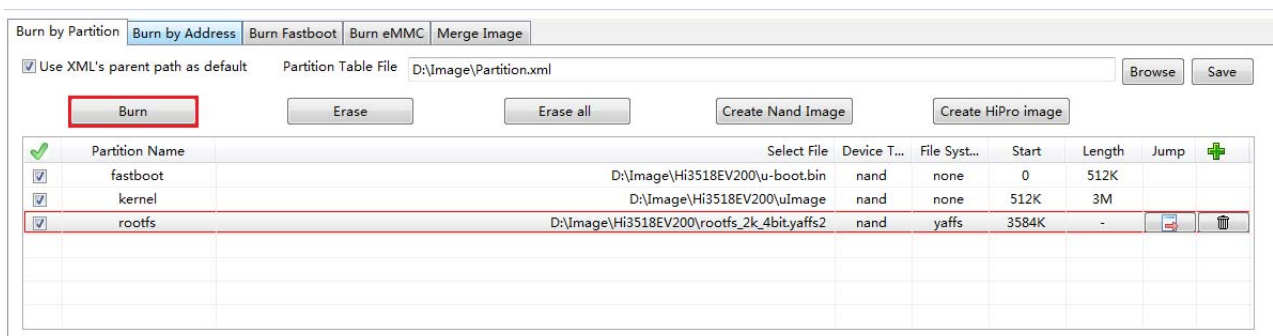 Burn by Partition Burn by Address Burn Fastboot Burn eMMC Merge Image
Use XML's parent path as default Partition Table File D:\Image\Partition.xml Browse Save
Burn Erase Erase all Create Nand Image Create HiPro image
Partition Name Select File Device T... File Syst... Start Length Jump
fastboot D:\Image\Hi3518EV200\u-boot.bin nand none 0 512K
kernel D:\Image\Hi3518EV200\uImage nand none 512K 3M
rootfs D:\Image\Hi3518EV200\rootfs_2k_4bit.yaffs2 nand yaffs 3584K -